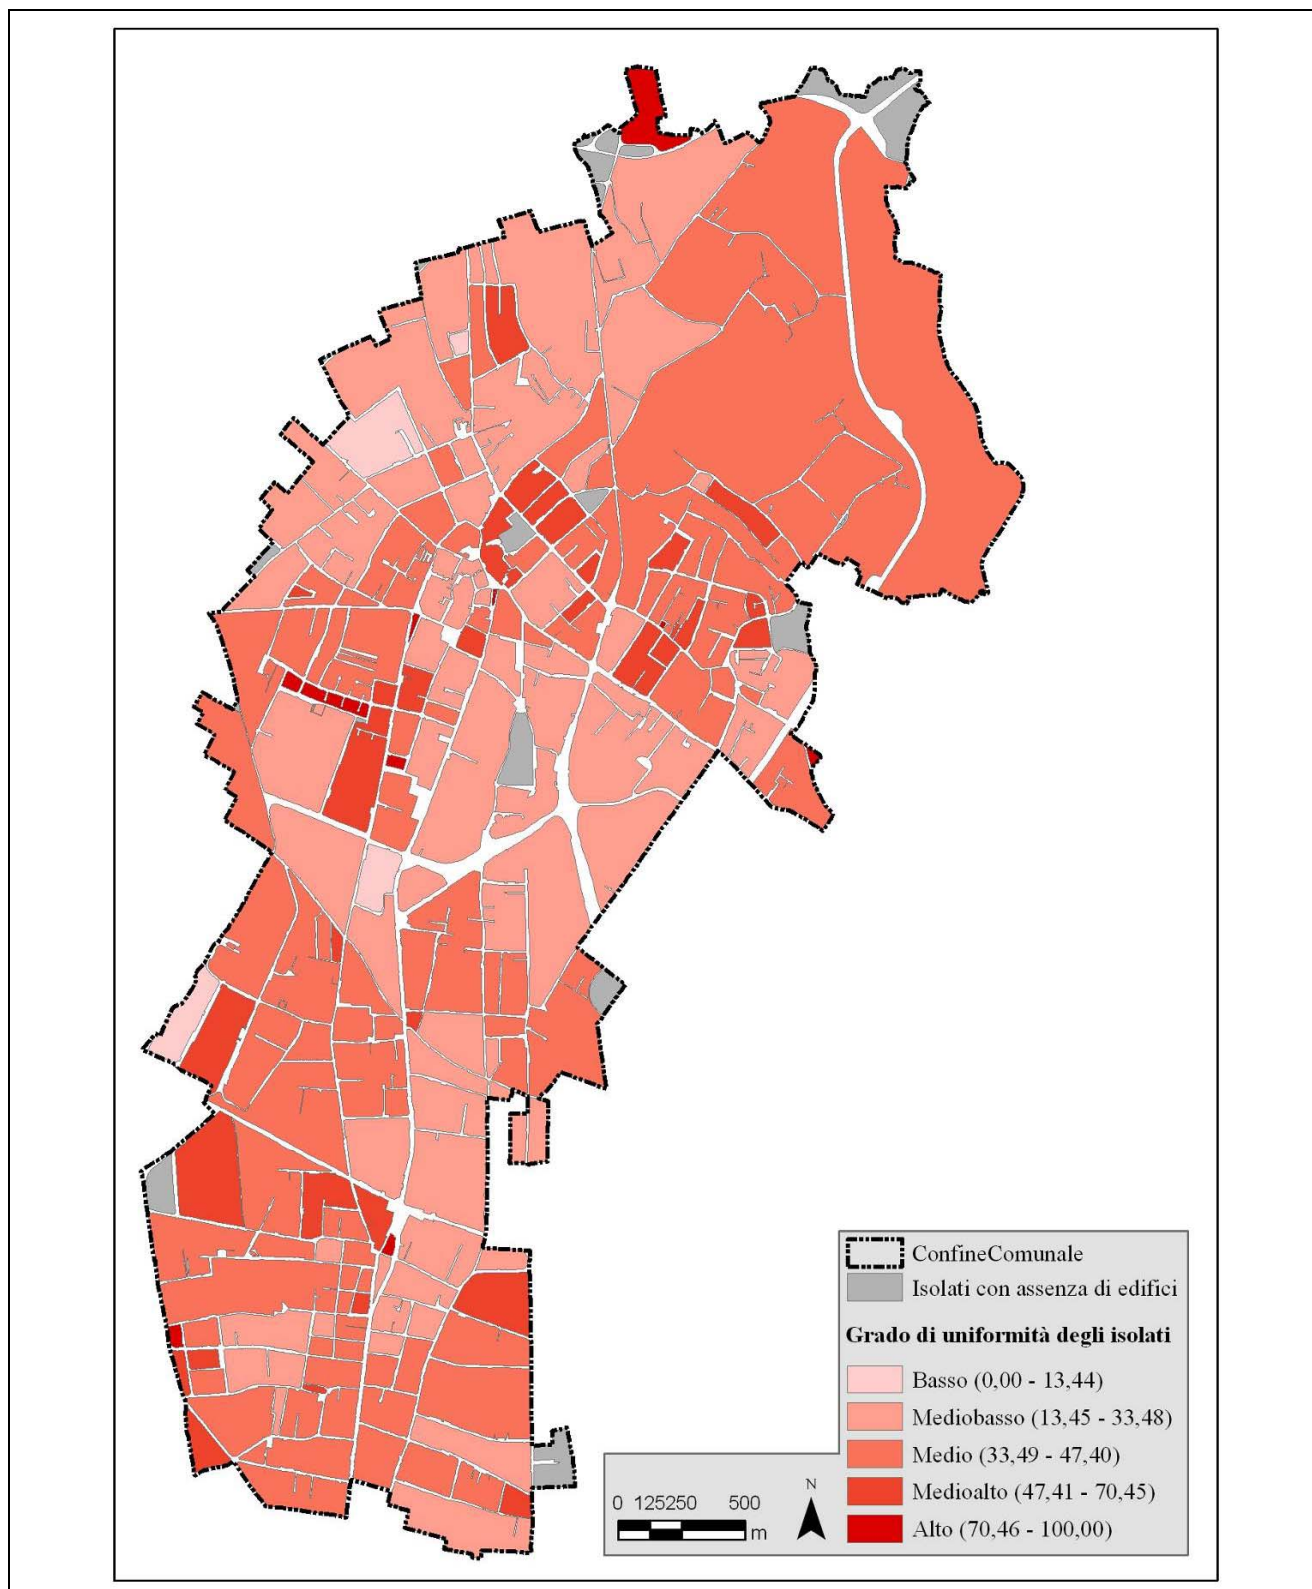 ConfineComunale
Isolati con assenza di edifici
Grado di uniformità degli isolati
Basso (0,00 - 13,44)
Mediobasso (13,45 - 33,48)
Medio (33,49 - 47,40)
Medioalto (47,41 - 70,45)
Alto (70,46 - 100,00)
N
0 125250 500
m